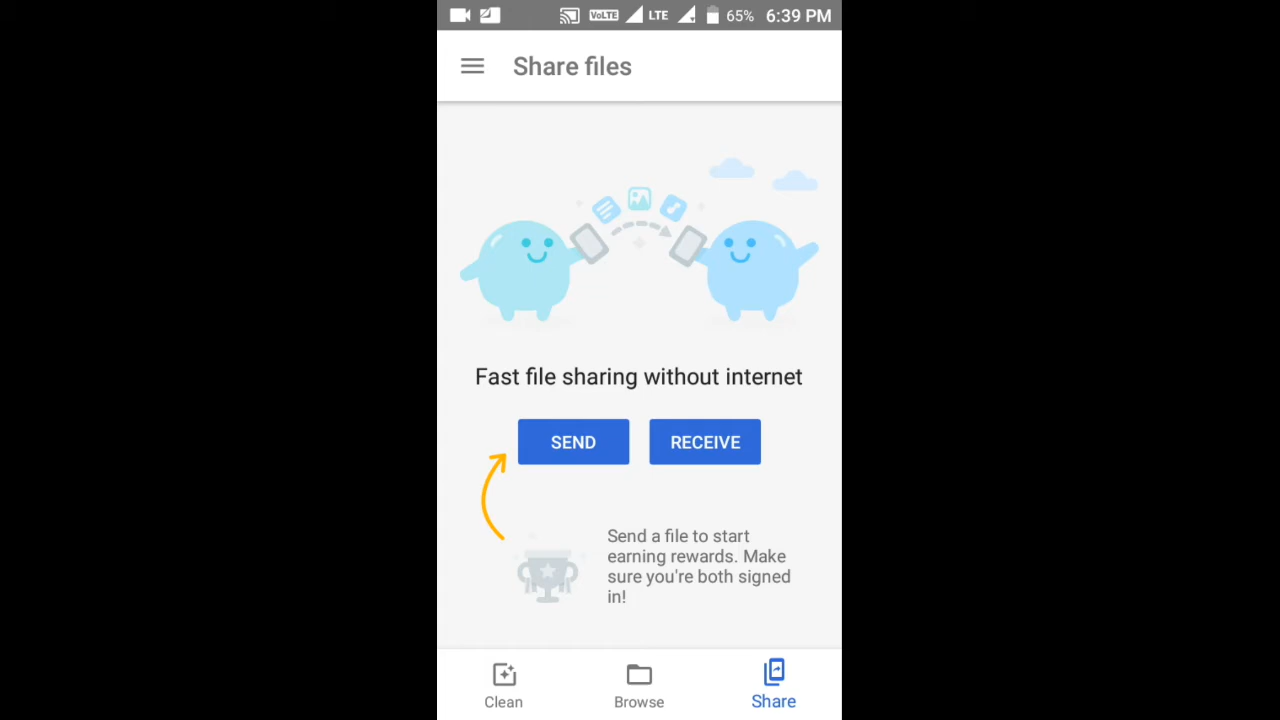 VoLTE LTE 65% 6:39 PM
Share files
Fast file sharing without internet
SEND RECEIVE
Send a file to start
earning rewards. Make
sure you're both signed
in!
Clean Browse Share